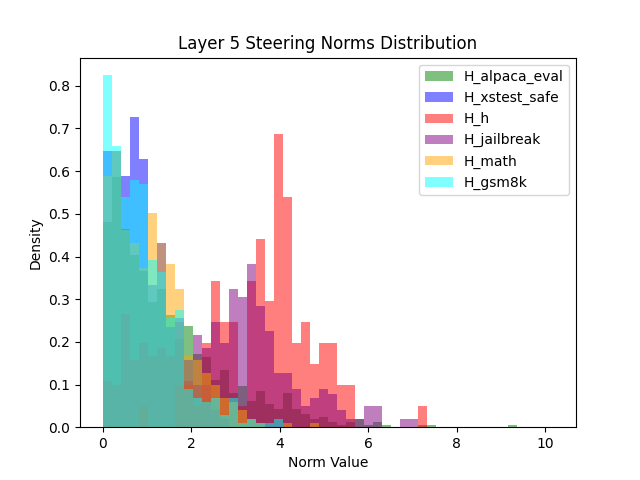 Layer 5 Steering Norms Distribution
H_alpaca_eval
H_xstest_safe
H_h
H_jailbreak
H_math
H_gsm8k
Density
0.8
0.7
0.6
0.5
0.4
0.3
0.2
0.1
0.0
0 2 4 6 8 10
Norm Value